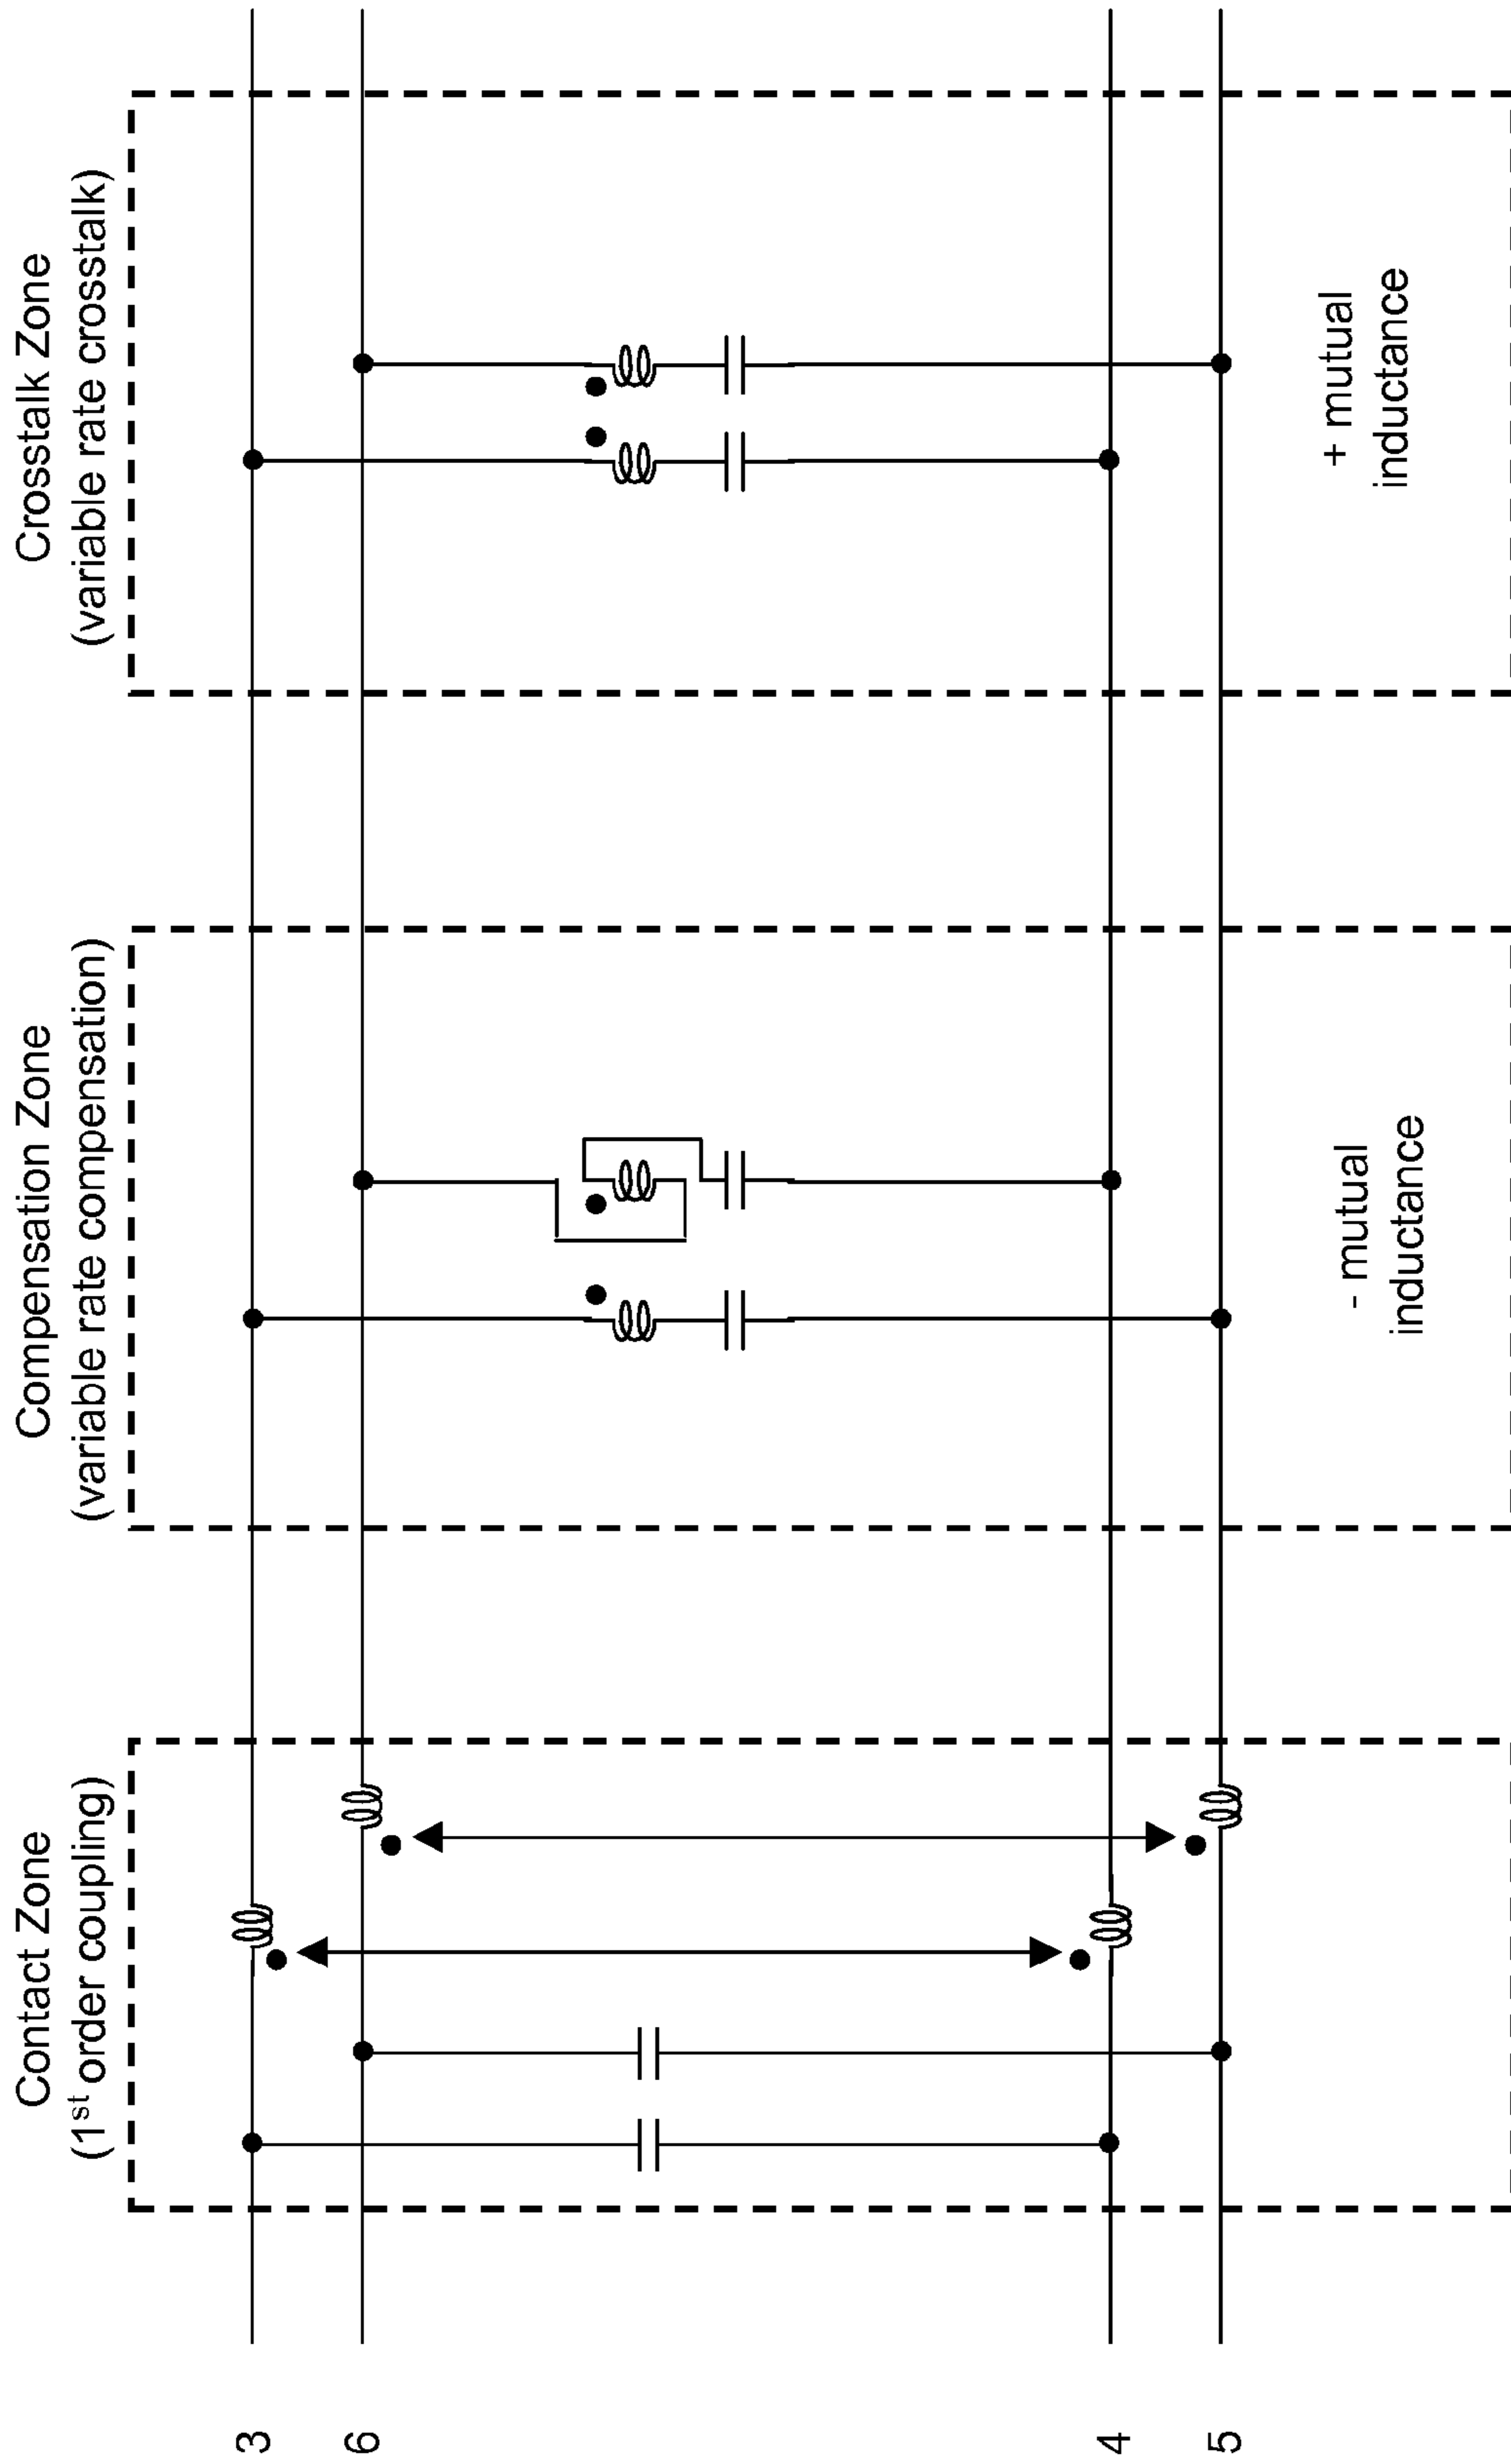 Contact Zone
(1st order coupling)
Compensation Zone
(variable rate compensation)
Crosstalk Zone
(variable rate crosstalk)
3
6
4
5
- mutual
inductance
+ mutual
inductance